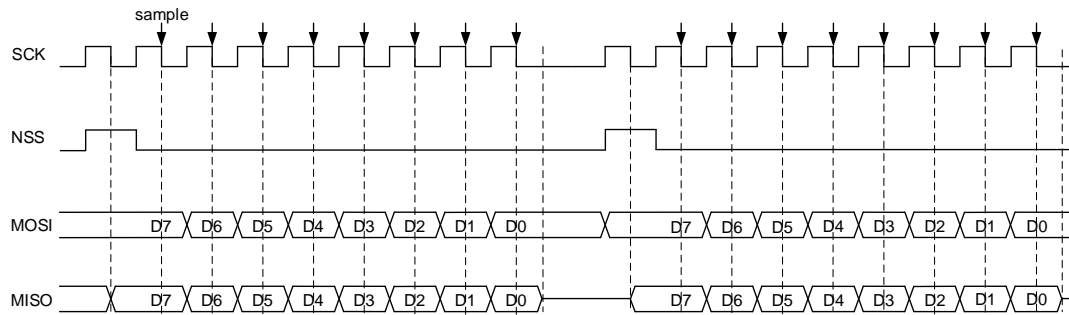 sample
SCK
NSS
MOSI D7 D6 D5 D4 D3 D2 D1 D0 D7 D6 D5 D4 D3 D2 D1 D0
MISO D7 D6 D5 D4 D3 D2 D1 D0 D7 D6 D5 D4 D3 D2 D1 D0